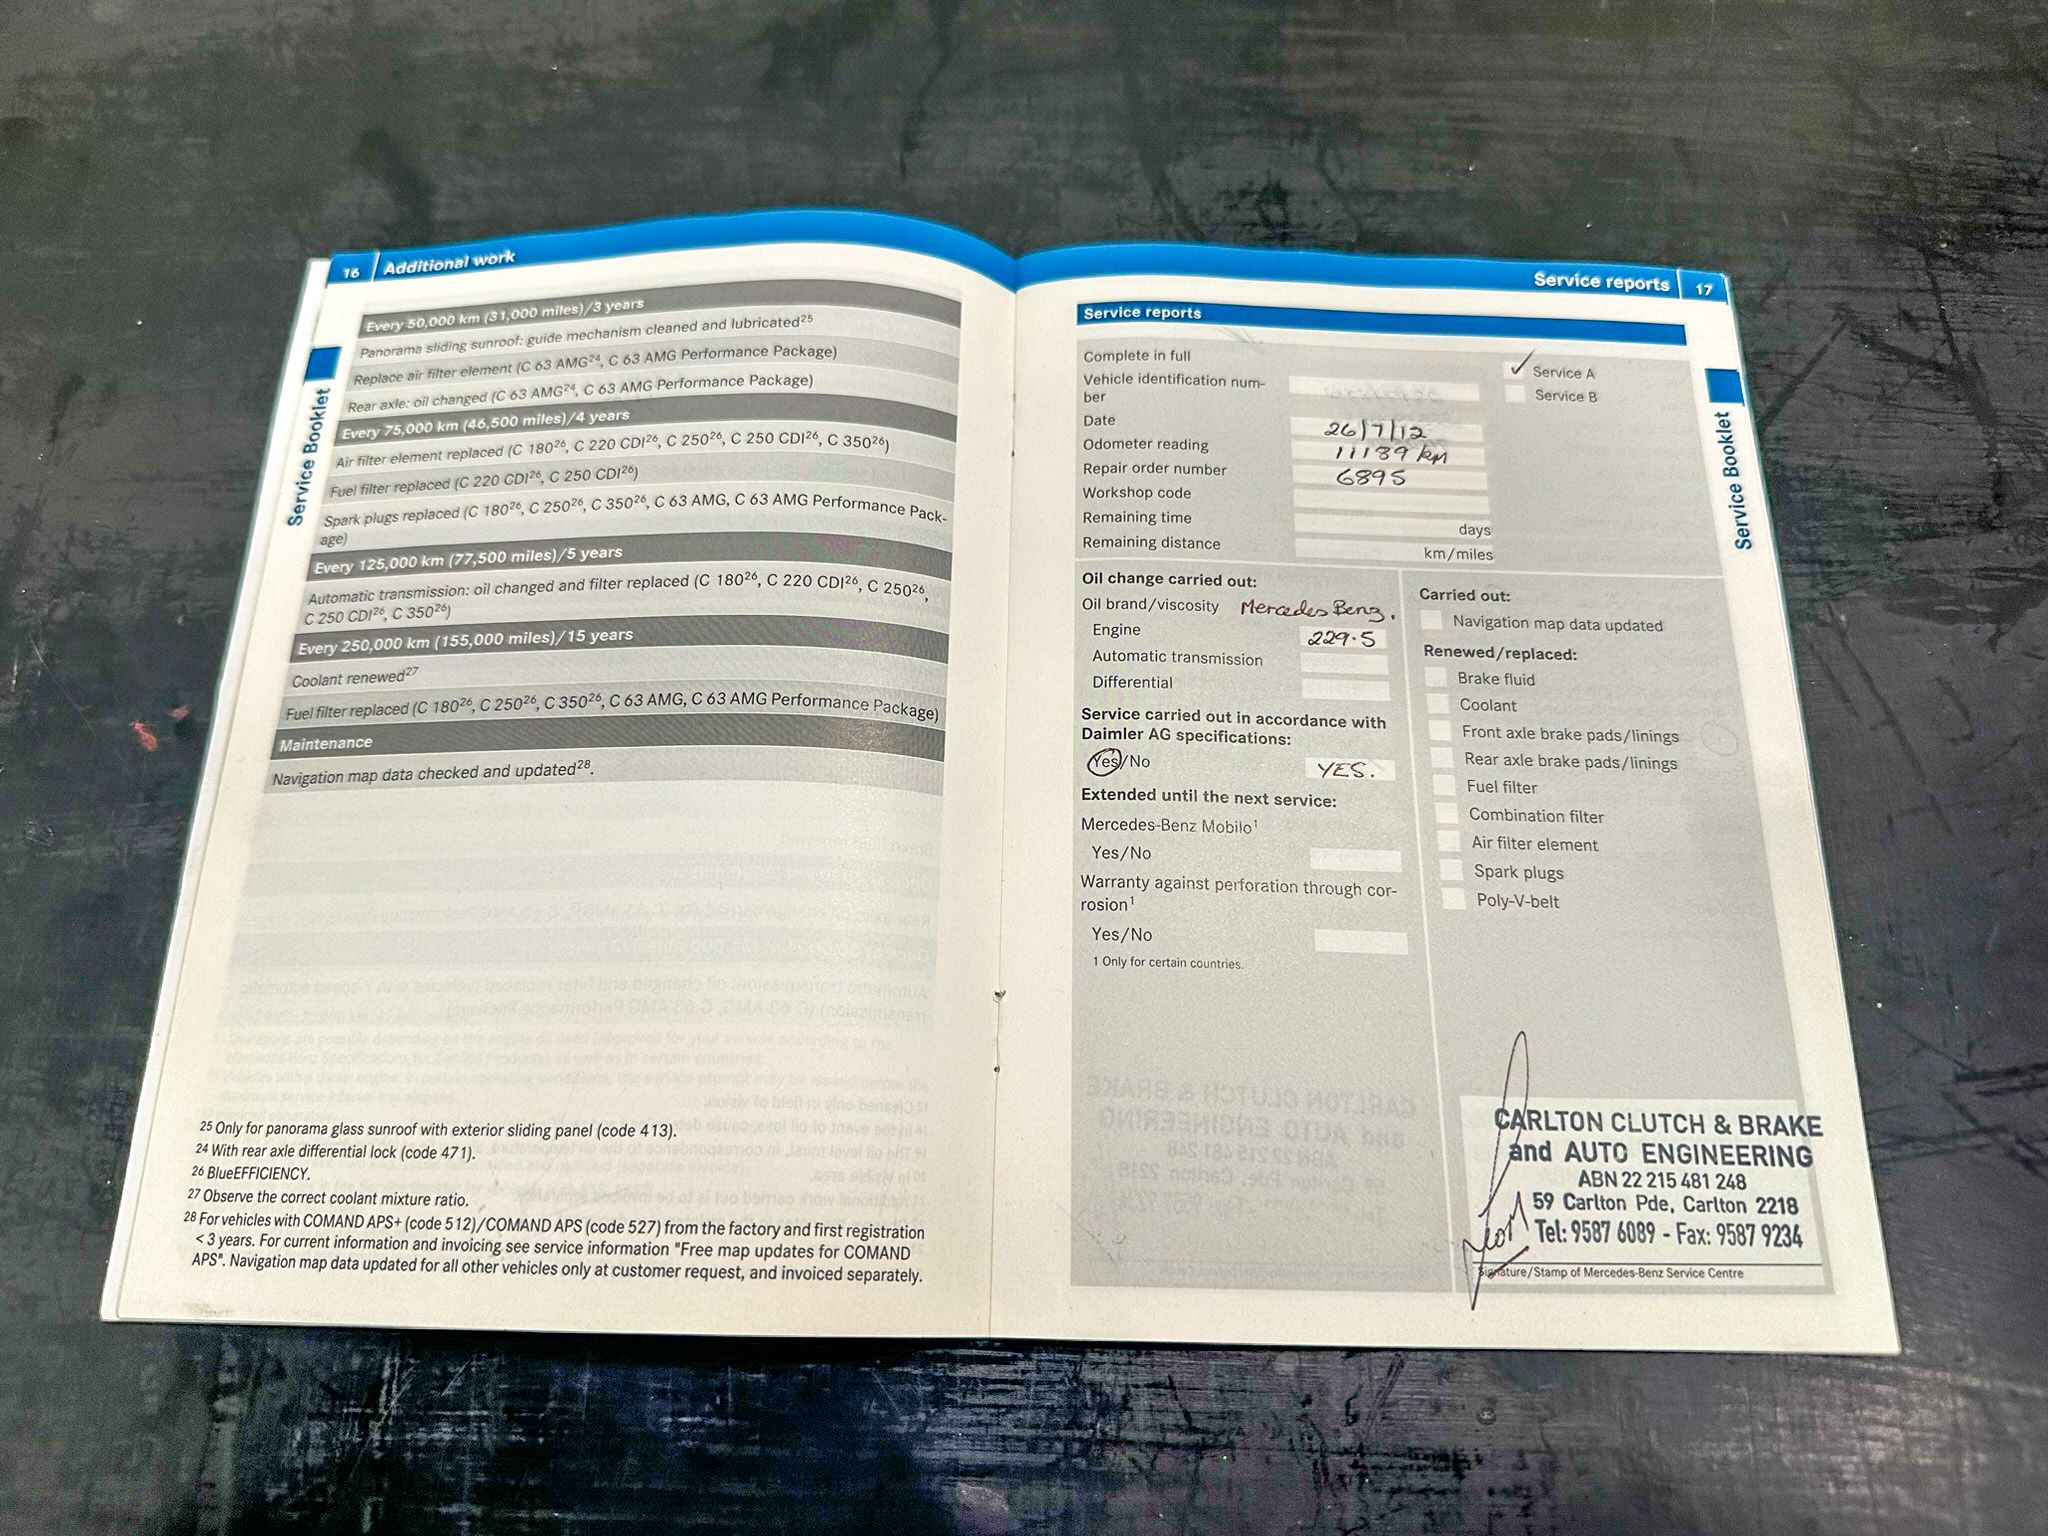 16 Additional work
Service Booklet
Every 50,000 km (31,000 miles)/3 years
Panorama sliding sunroof: guide mechanism cleaned and lubricated²⁵
Replace air filter element (C 63 AMG²⁴, C 63 AMG Performance Package)
Rear axle: oil changed (C 63 AMG²⁴, C 63 AMG Performance Package)
Every 75,000 km (46,500 miles)/4 years
Air filter element replaced (C 180²⁶, C 220 CDI²⁶, C 250²⁶, C 250 CDI²⁶, C 350²⁶)
Fuel filter replaced (C 220 CDI²⁶, C 250 CDI²⁶)
Spark plugs replaced (C 180²⁶, C 250²⁶, C 350²⁶, C 63 AMG, C 63 AMG Performance Pack-
age)
Every 125,000 km (77,500 miles)/5 years
Automatic transmission: oil changed and filter replaced (C 180²⁶, C 220 CDI²⁶, C 250²⁶,
C 250 CDI²⁶, C 350²⁶)
Every 250,000 km (155,000 miles)/15 years
Coolant renewed²⁷
Fuel filter replaced (C 180²⁶, C 250²⁶, C 350²⁶, C 63 AMG, C 63 AMG Performance Package)
Maintenance
Navigation map data checked and updated²⁸.
²⁵ Only for panorama glass sunroof with exterior sliding panel (code 413).
²⁴ With rear axle differential lock (code 471).
²⁶ BlueEFFICIENCY.
²⁷ Observe the correct coolant mixture ratio.
²⁸ For vehicles with COMAND APS+ (code 512)/COMAND APS (code 527) from the factory and first registration
< 3 years. For current information and invoicing see service information "Free map updates for COMAND
APS". Navigation map data updated for all other vehicles only at customer request, and invoiced separately.
Service reports 17
Service Booklet
Service reports
Complete in full
Vehicle identification num-
ber
Date 26/7/12
Odometer reading 11189 km
Repair order number 6895
Workshop code
Remaining time days
Remaining distance km/miles
✓ Service A
Service B
Oil change carried out:
Oil brand/viscosity Mercedes Benz.
Engine 229.5
Automatic transmission
Differential
Service carried out in accordance with
Daimler AG specifications:
Yes/No YES.
Extended until the next service:
Mercedes-Benz Mobilo¹
Yes/No
Warranty against perforation through cor-
rosion¹
Yes/No
1 Only for certain countries.
Carried out:
Navigation map data updated
Renewed/replaced:
Brake fluid
Coolant
Front axle brake pads/linings
Rear axle brake pads/linings
Fuel filter
Combination filter
Air filter element
Spark plugs
Poly-V-belt
CARLTON CLUTCH & BRAKE
and AUTO ENGINEERING
ABN 22 215 481 248
59 Carlton Pde, Carlton 2218
Tel: 9587 6089 - Fax: 9587 9234
Signature/Stamp of Mercedes-Benz Service Centre